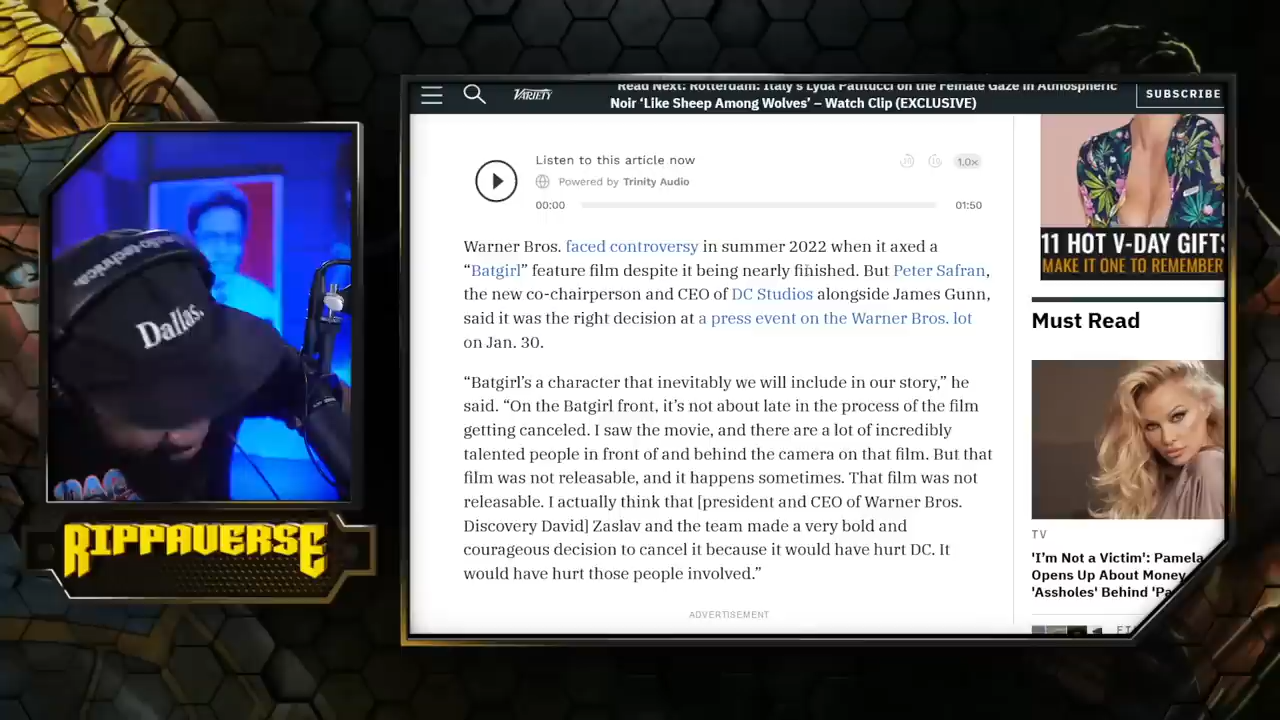 Read Next: Rotterdam: Italy's Lyda Patitucci on the Female Gaze in Atmospheric
VARIETY
Noir ‘Like Sheep Among Wolves’ – Watch Clip (EXCLUSIVE)
SUBSCRIBE
Listen to this article now
Powered by Trinity Audio
1.0x
00:00
01:50
Warner Bros. faced controversy in summer 2022 when it axed a
“Batgirl” feature film despite it being nearly finished. But Peter Safran,
the new co-chairperson and CEO of DC Studios alongside James Gunn,
said it was the right decision at a press event on the Warner Bros. lot
on Jan. 30.
“Batgirl’s a character that inevitably we will include in our story,” he
said. “On the Batgirl front, it’s not about late in the process of the film
getting canceled. I saw the movie, and there are a lot of incredibly
talented people in front of and behind the camera on that film. But that
film was not releasable, and it happens sometimes. That film was not
releasable. I actually think that [president and CEO of Warner Bros.
Discovery David] Zaslav and the team made a very bold and
courageous decision to cancel it because it would have hurt DC. It
would have hurt those people involved.”
ADVERTISEMENT
11 HOT V-DAY GIFTS
MAKE IT ONE TO REMEMBER
Must Read
TV
'I’m Not a Victim': Pamela
Opens Up About Money
'Assholes' Behind 'Pa
Dallas.
audio-technica
RIPPAVERSE